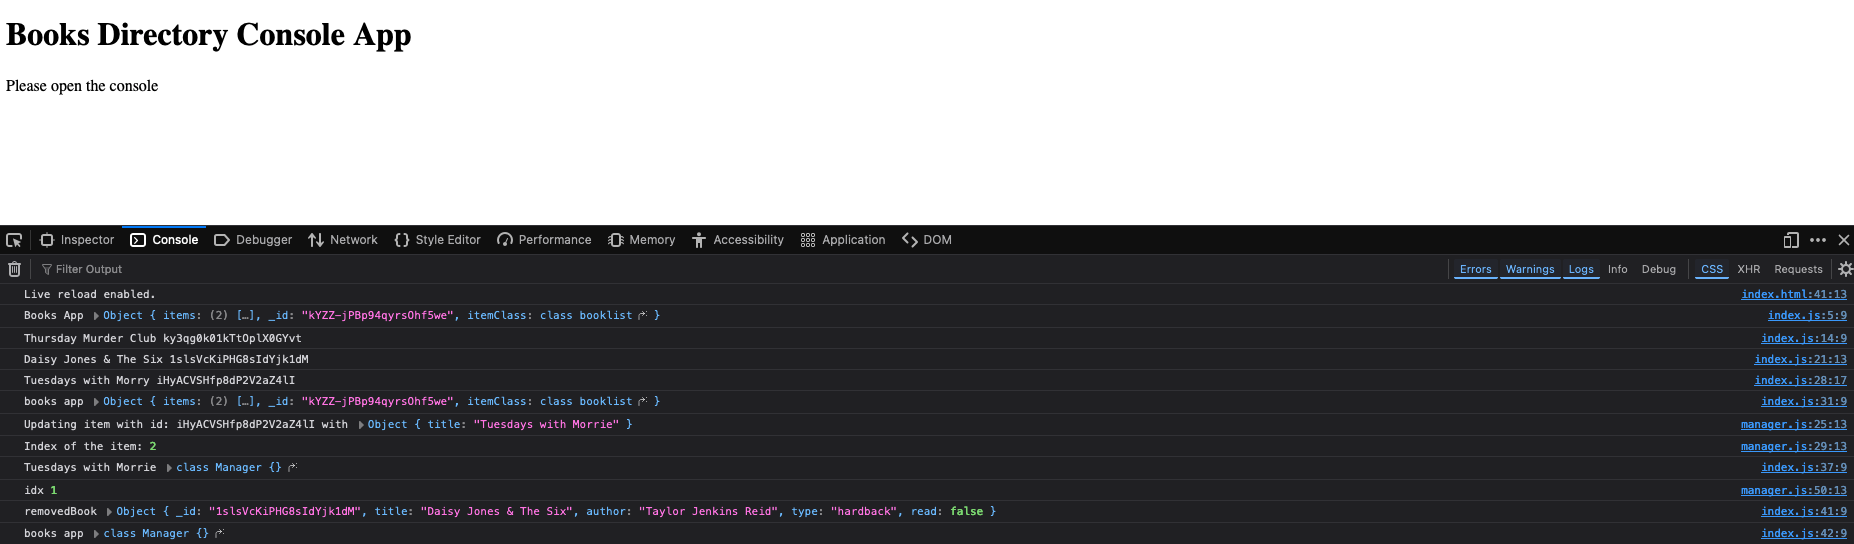 Books Directory Console App
Please open the console
Inspector Console Debugger Network Style Editor Performance Memory Accessibility Application DOM
Filter Output Errors Warnings Logs Info Debug CSS XHR Requests
Live reload enabled. index.html:41:13
Books App Object { items: (2) […], _id: "kYZZ-jPBp94qyrsOhf5we", itemClass: class booklist } index.js:5:9
Thursday Murder Club ky3qg0k01kTtOplX0GYvt index.js:14:9
Daisy Jones & The Six 1slsVcKiPHG8sIdYjk1dM index.js:21:13
Tuesdays with Morry iHyACVSHfp8dP2V2aZ4lI index.js:28:17
books app Object { items: (2) […], _id: "kYZZ-jPBp94qyrsOhf5we", itemClass: class booklist } index.js:31:9
Updating item with id: iHyACVSHfp8dP2V2aZ4lI with Object { title: "Tuesdays with Morrie" } manager.js:25:13
Index of the item: 2 manager.js:29:13
Tuesdays with Morrie class Manager {} index.js:37:9
idx 1 manager.js:50:13
removedBook Object { _id: "1slsVcKiPHG8sIdYjk1dM", title: "Daisy Jones & The Six", author: "Taylor Jenkins Reid", type: "hardback", read: false } index.js:41:9
books app class Manager {} index.js:42:9